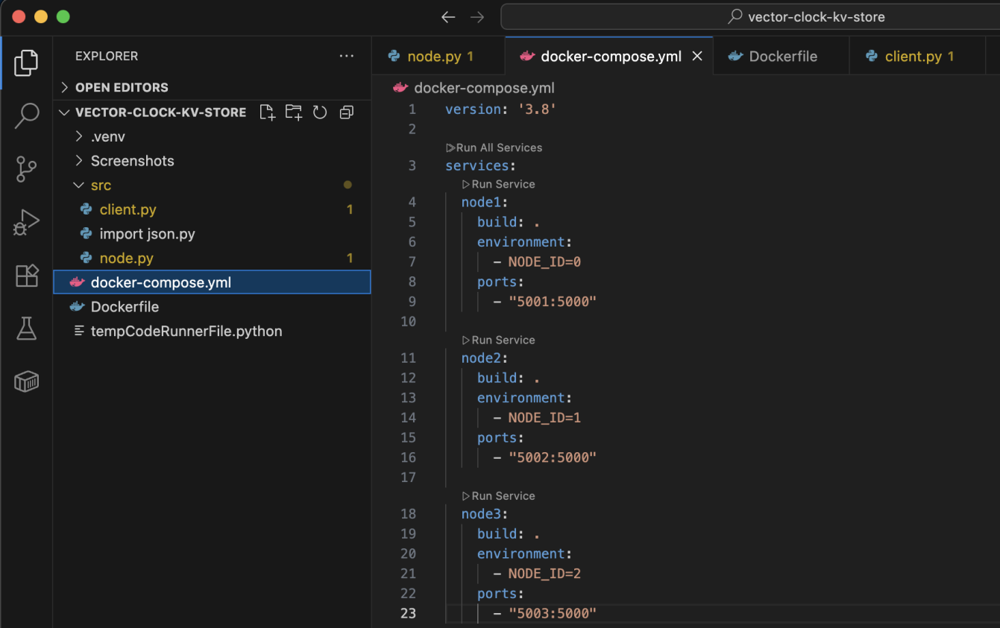 vector-clock-kv-store
EXPLORER
OPEN EDITORS
VECTOR-CLOCK-KV-STORE
.venv
Screenshots
src
client.py 1
import json.py
node.py 1
docker-compose.yml
Dockerfile
tempCodeRunnerFile.python
node.py 1
docker-compose.yml
Dockerfile
client.py 1
docker-compose.yml
1 version: '3.8'
2
Run All Services
3 services:
Run Service
4 node1:
5 build: .
6 environment:
7 - NODE_ID=0
8 ports:
9 - "5001:5000"
10
Run Service
11 node2:
12 build: .
13 environment:
14 - NODE_ID=1
15 ports:
16 - "5002:5000"
17
Run Service
18 node3:
19 build: .
20 environment:
21 - NODE_ID=2
22 ports:
23 - "5003:5000"